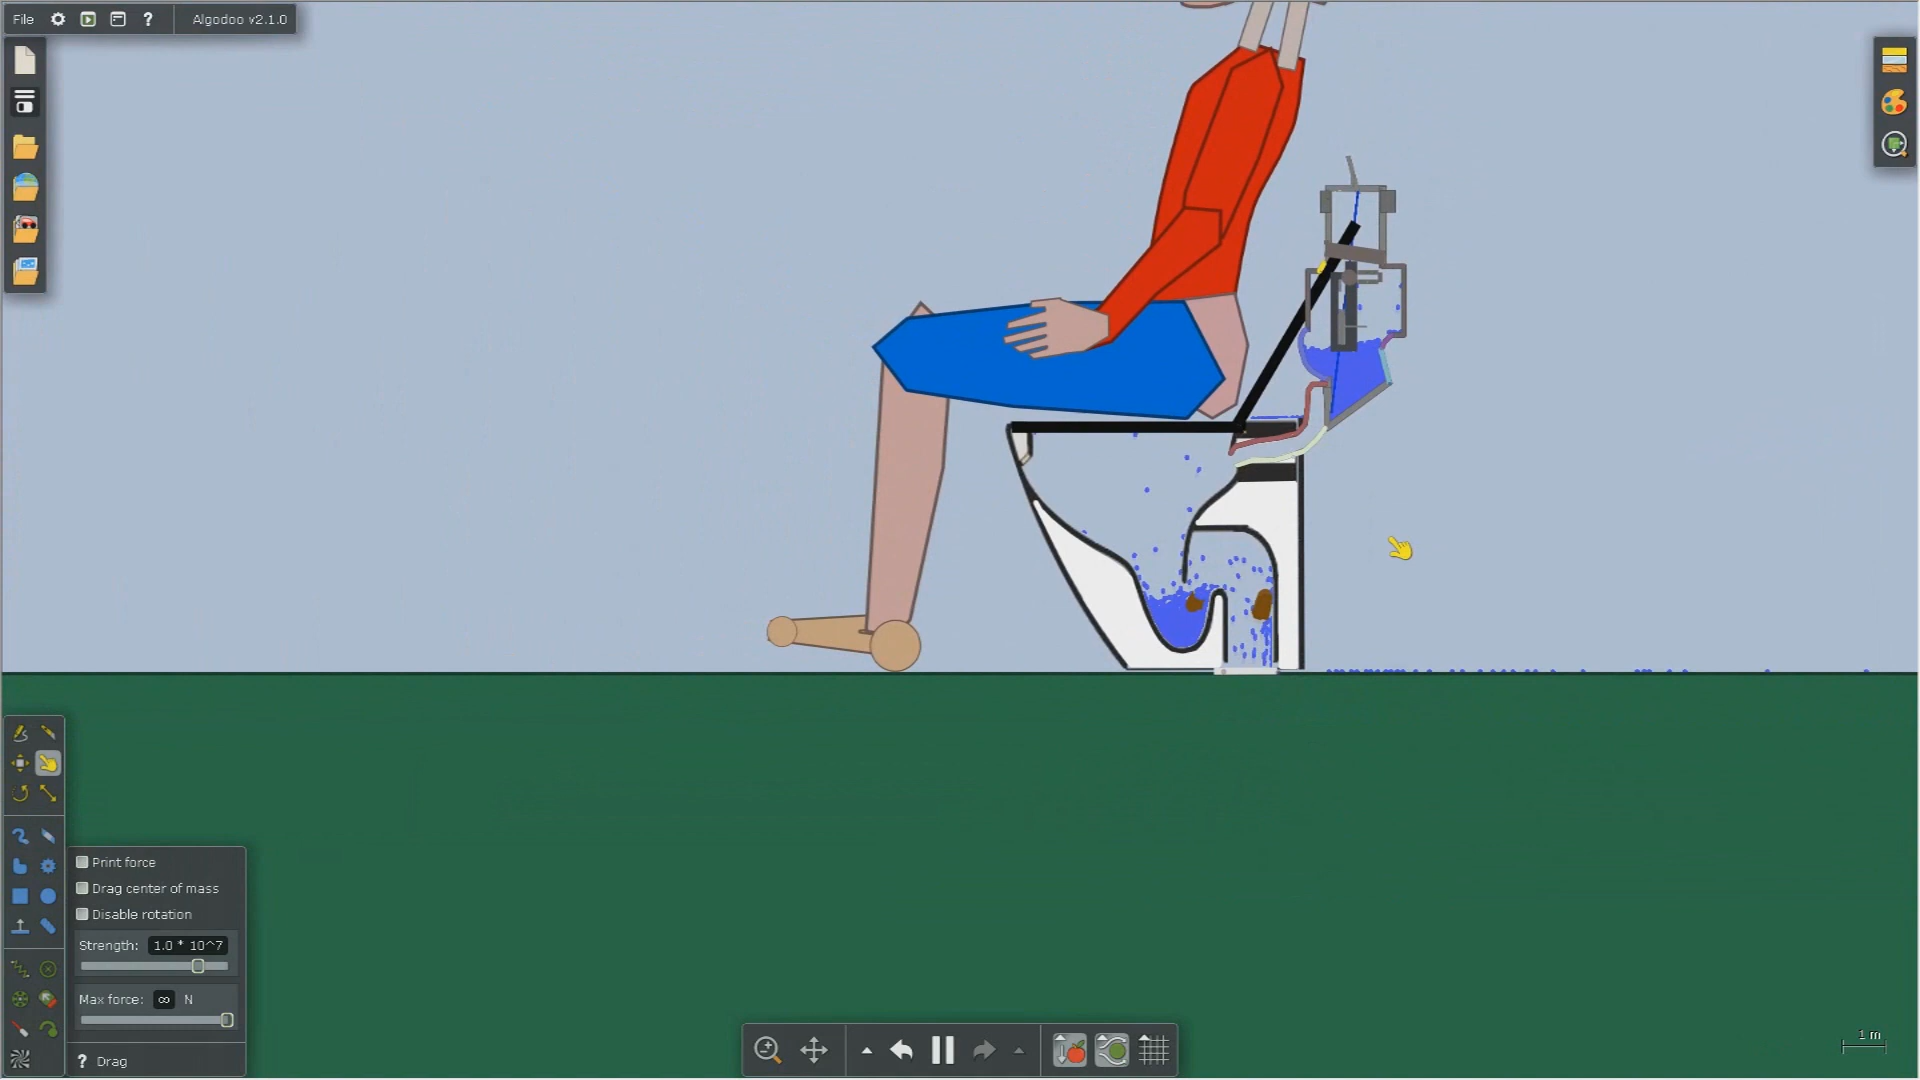 File ? Algodoo v2.1.0
Print force
Drag center of mass
Disable rotation
Strength: 1.0 * 10^7
Max force: ∞ N
? Drag
1 m